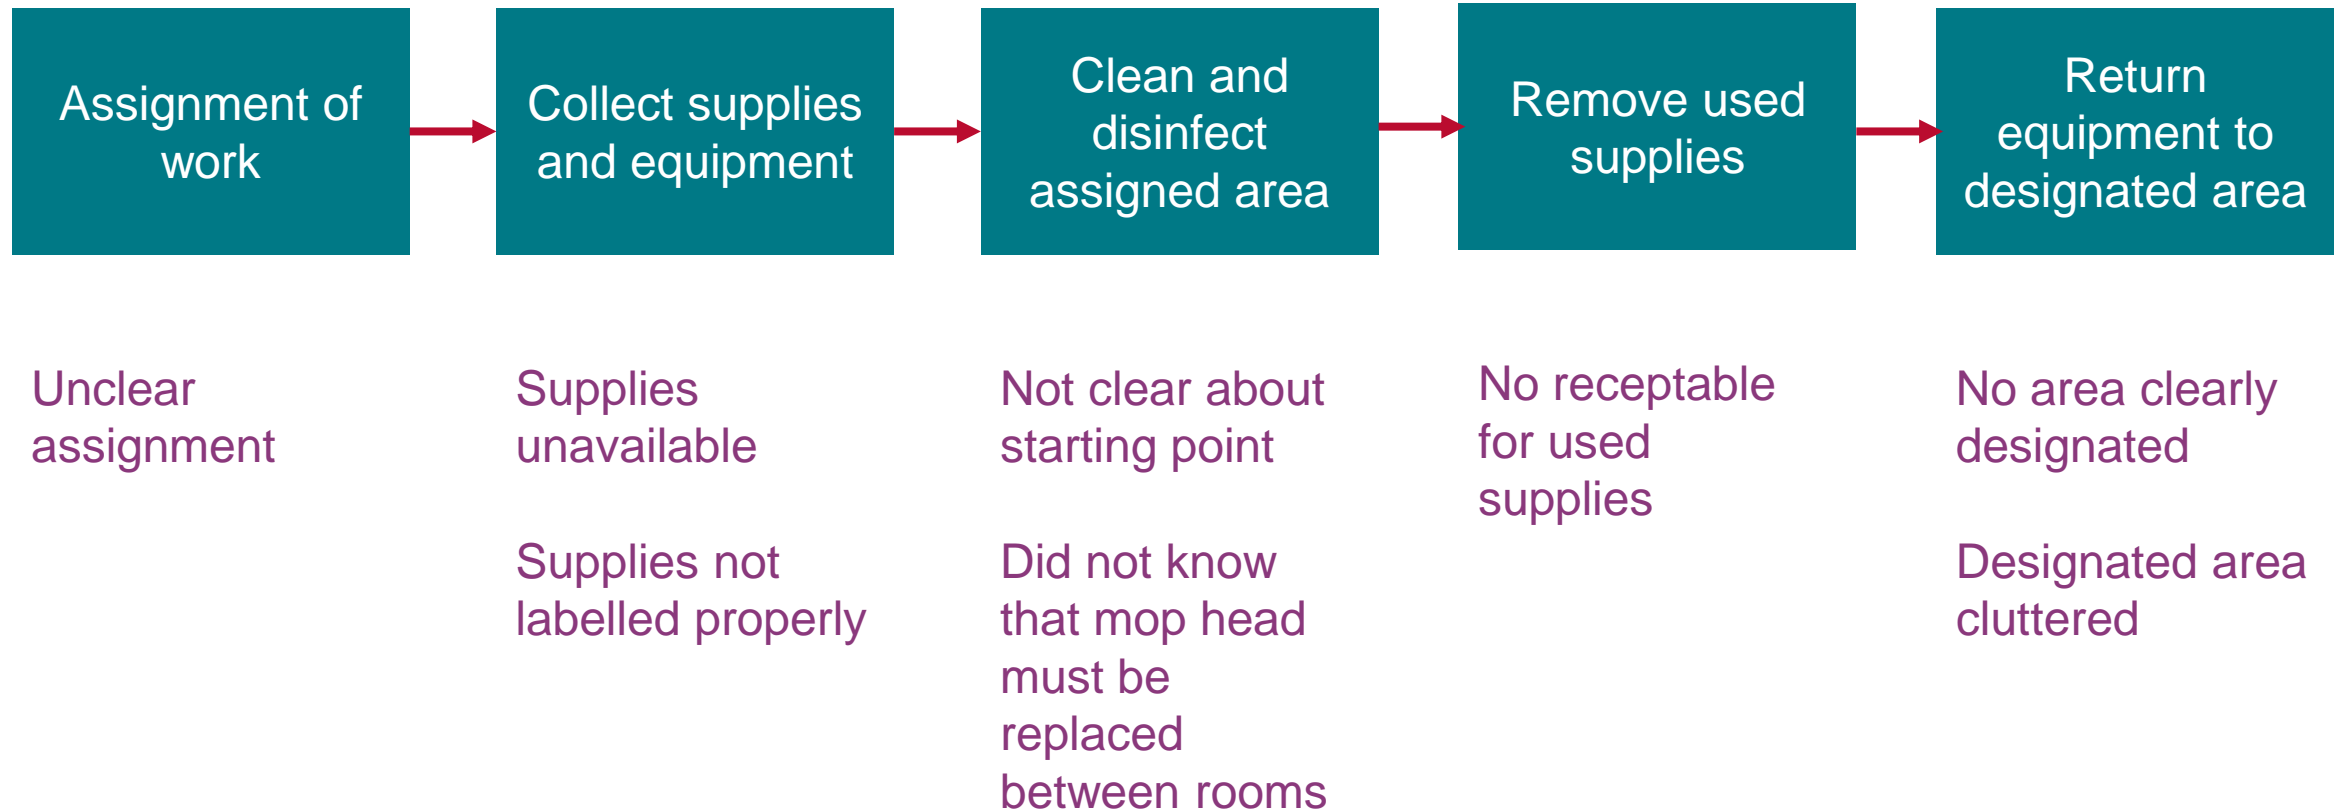 Assignment of
work
Collect supplies
and equipment
Clean and
disinfect
assigned area
Remove used
supplies
Return
equipment to
designated area
Unclear
assignment
Supplies
unavailable
Supplies not
labelled properly
Not clear about
starting point
Did not know
that mop head
must be
replaced
between rooms
No receptable
for used
supplies
No area clearly
designated
Designated area
cluttered